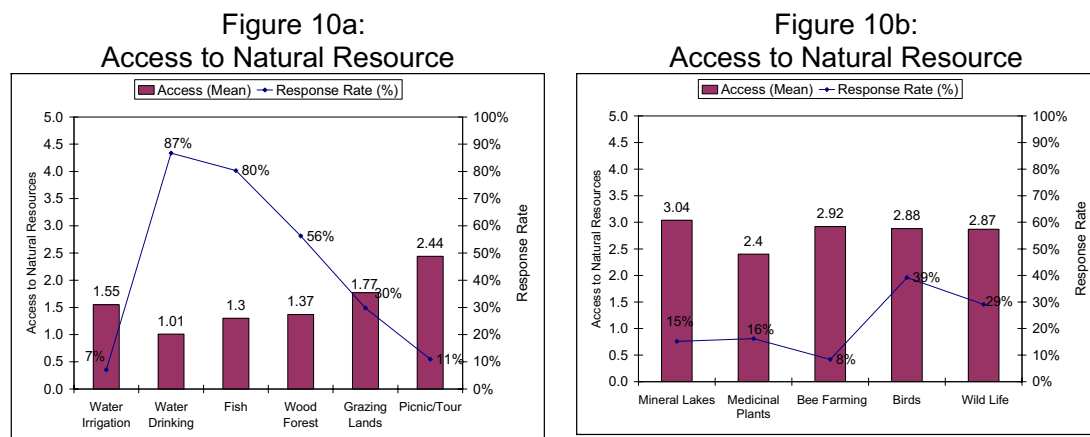 Figure 10a:
Access to Natural Resource
Access (Mean) Response Rate (%)
Access to Natural Resources
5.0
4.5
4.0
3.5
3.0
2.5
2.0
1.5
1.0
0.5
0.0
1.55
1.01
1.3
1.37
1.77
2.44
7%
87%
80%
56%
30%
11%
100%
90%
80%
70%
60%
50%
40%
30%
20%
10%
0%
Response Rate
Water
Irrigation
Water
Drinking
Fish
Wood
Forest
Grazing
Lands
Picnic/Tour
Figure 10b:
Access to Natural Resource
Access (Mean) Response Rate (%)
Access to Natural Resources
5.0
4.5
4.0
3.5
3.0
2.5
2.0
1.5
1.0
0.5
0.0
3.04
2.4
2.92
2.88
2.87
15%
16%
8%
39%
29%
100%
90%
80%
70%
60%
50%
40%
30%
20%
10%
0%
Response Rate
Mineral Lakes
Medicinal
Plants
Bee Farming
Birds
Wild Life